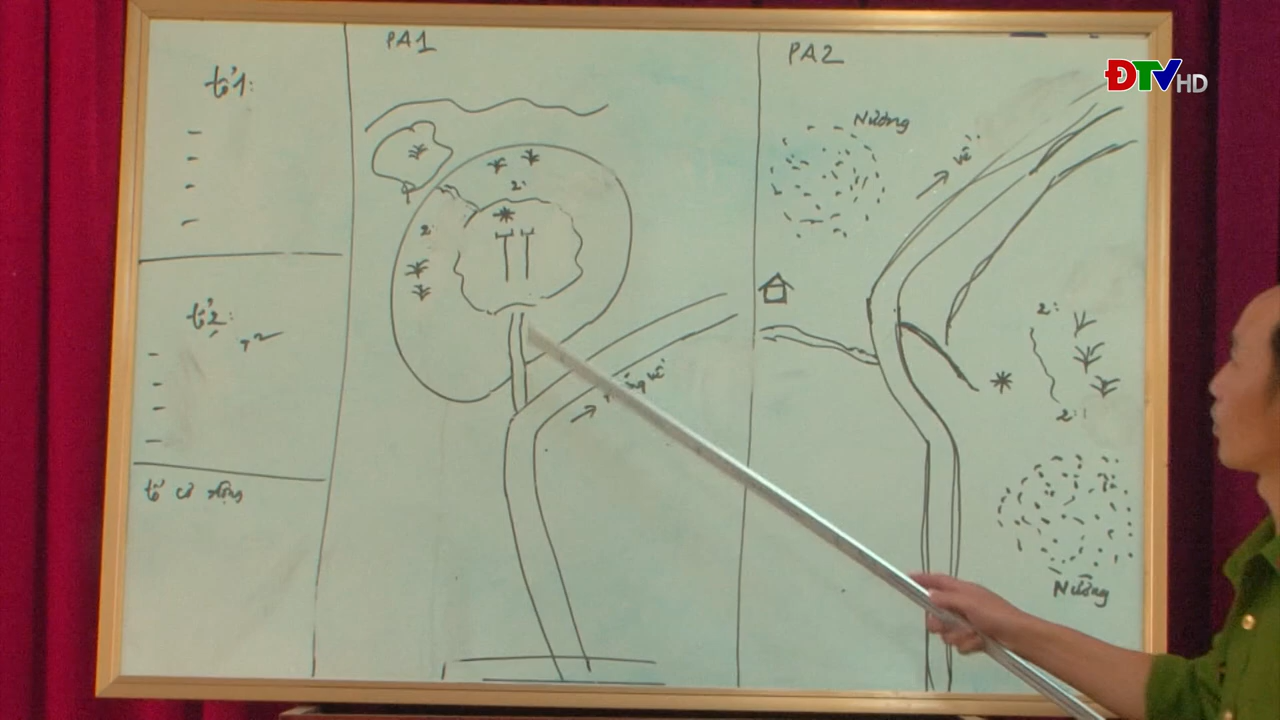 tổ 1:
tổ 2:
tổ cơ động
PA1
2:
2:
PA2
Nương
về
2:
2:
Nương
ĐTV HD